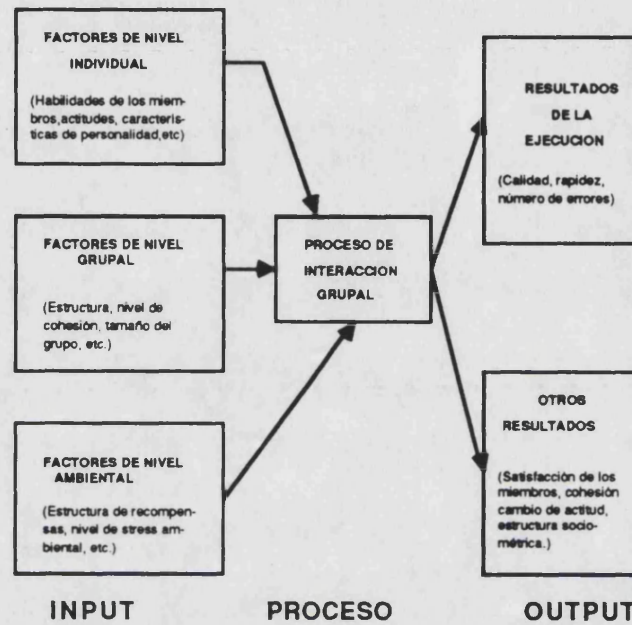 FACTORES DE NIVEL
INDIVIDUAL
(Habilidades de los miem-
bros,actitudes, caracterís-
ticas de personalidad,etc)
FACTORES DE NIVEL
GRUPAL
(Estructura, nivel de
cohesión, tamaño del
grupo, etc.)
FACTORES DE NIVEL
AMBIENTAL
(Estructura de recompen-
sas, nivel de stress am-
biental, etc.)
PROCESO DE
INTERACCION
GRUPAL
RESULTADOS
DE LA
EJECUCION
(Calidad, rapidez,
número de errores)
OTROS
RESULTADOS
(Satisfacción de los
miembros, cohesión
cambio de actitud,
estructura socio-
métrica.)
INPUT
PROCESO
OUTPUT